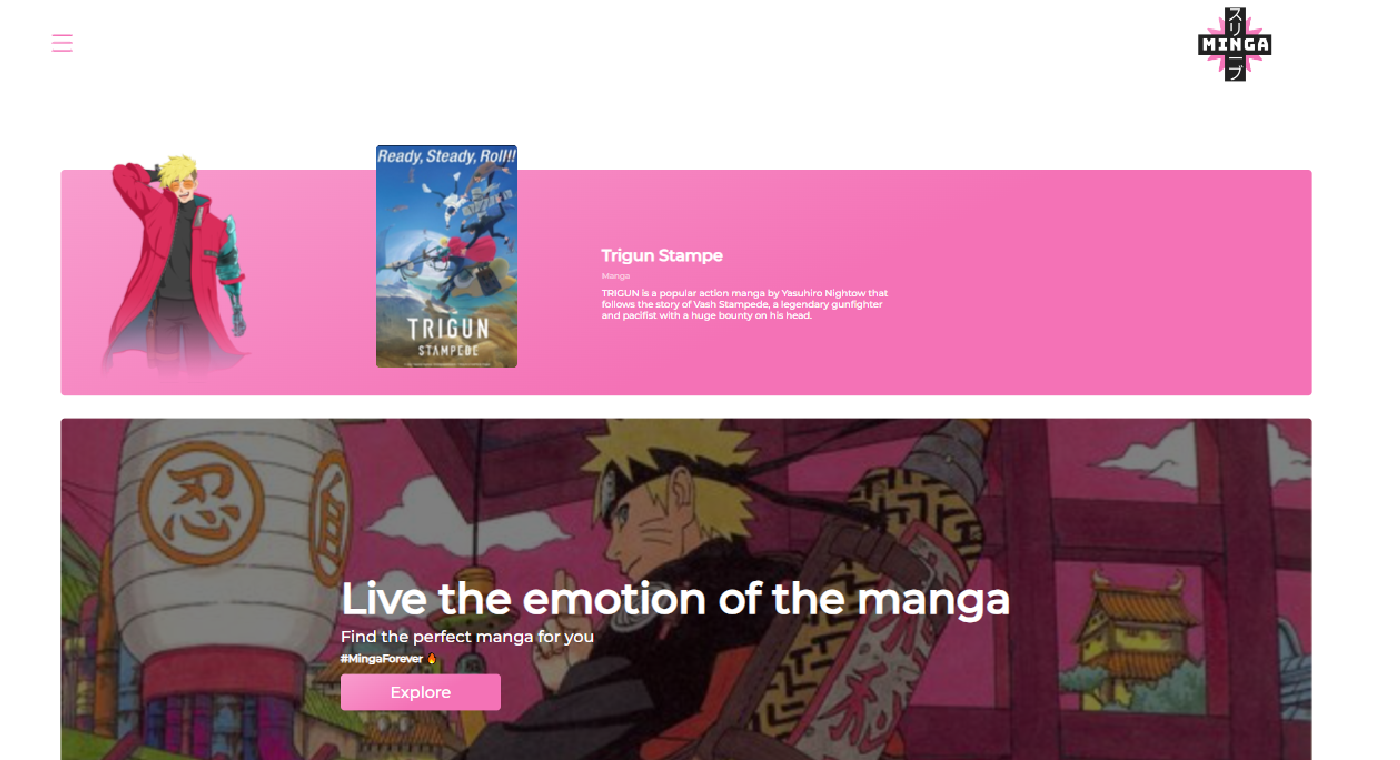 スリーブ
MINGA
Ready, Steady, Roll!!
TRIGUN
STAMPEDE
Trigun Stampe
Manga
TRIGUN is a popular action manga by Yasuhiro Nightow that
follows the story of Vash Stampede, a legendary gunfighter
and pacifist with a huge bounty on his head.
忍
Live the emotion of the manga
Find the perfect manga for you
#MingaForever 🔥
Explore